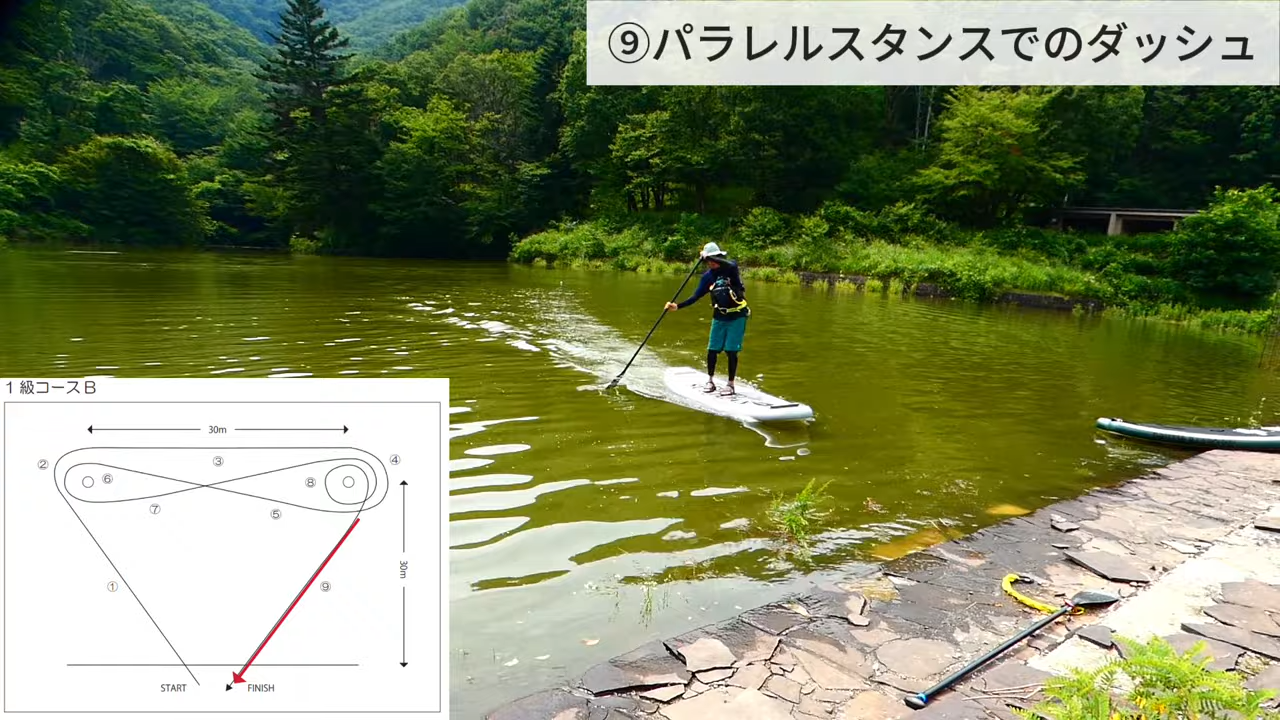 ⑨パラレルスタンスでのダッシュ
1級コースB
30m
② ③ ④
⑥ ⑧
⑦ ⑤
30m
① ⑨
START FINISH